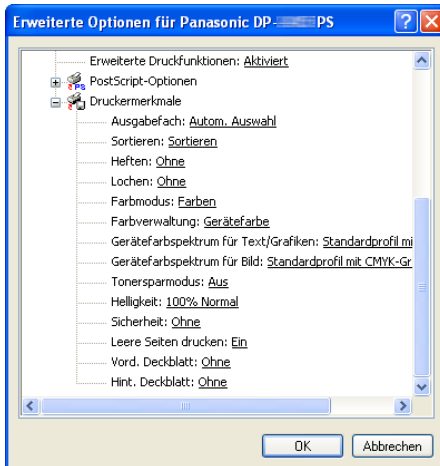 Erweiterte Optionen für Panasonic DP- PS
Erweiterte Druckfunktionen: Aktiviert
PostScript-Optionen
Druckermerkmale
Ausgabefach: Autom. Auswahl
Sortieren: Sortieren
Heften: Ohne
Lochen: Ohne
Farbmodus: Farben
Farbverwaltung: Gerätefarbe
Gerätefarbspektrum für Text/Grafiken: Standardprofil mi
Gerätefarbspektrum für Bild: Standardprofil mit CMYK-Gr
Tonersparmodus: Aus
Helligkeit: 100% Normal
Sicherheit: Ohne
Leere Seiten drucken: Ein
Vord. Deckblatt: Ohne
Hint. Deckblatt: Ohne
OK Abbrechen